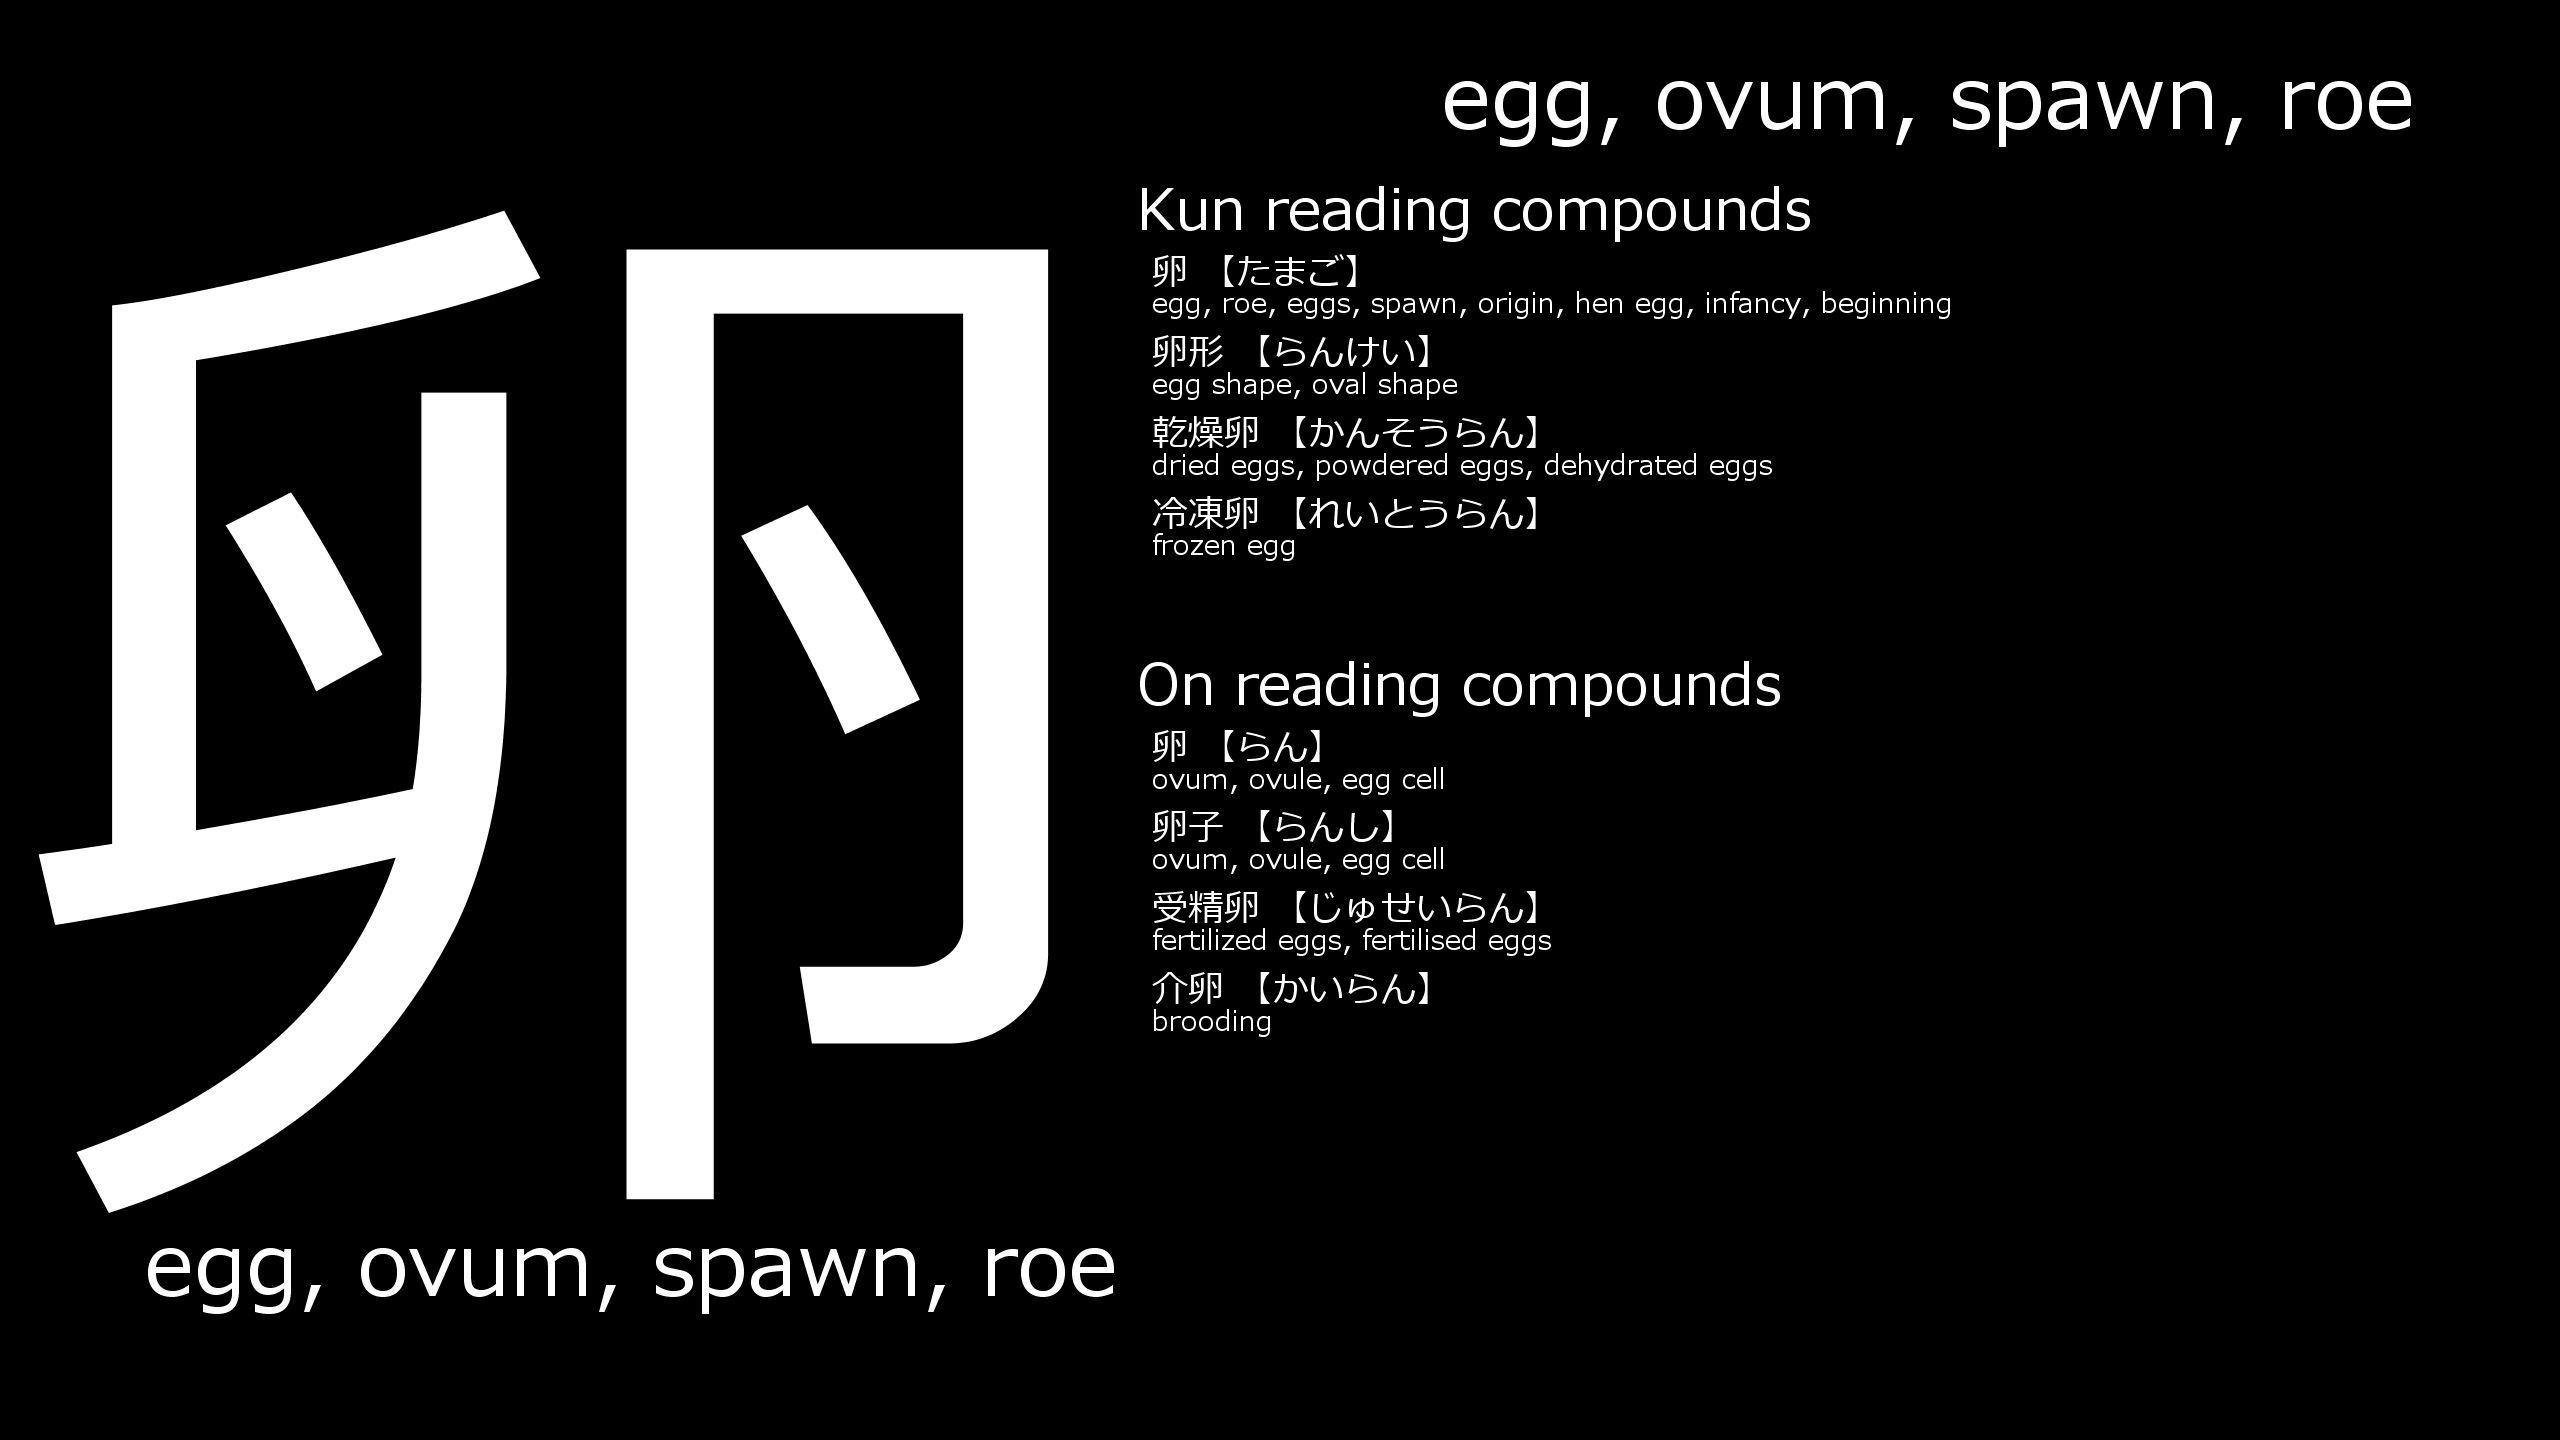 卵
egg, ovum, spawn, roe
egg, ovum, spawn, roe
Kun reading compounds
卵 【たまご】
egg, roe, eggs, spawn, origin, hen egg, infancy, beginning
卵形 【らんけい】
egg shape, oval shape
乾燥卵 【かんそうらん】
dried eggs, powdered eggs, dehydrated eggs
冷凍卵 【れいとうらん】
frozen egg
On reading compounds
卵 【らん】
ovum, ovule, egg cell
卵子 【らんし】
ovum, ovule, egg cell
受精卵 【じゅせいらん】
fertilized eggs, fertilised eggs
介卵 【かいらん】
brooding